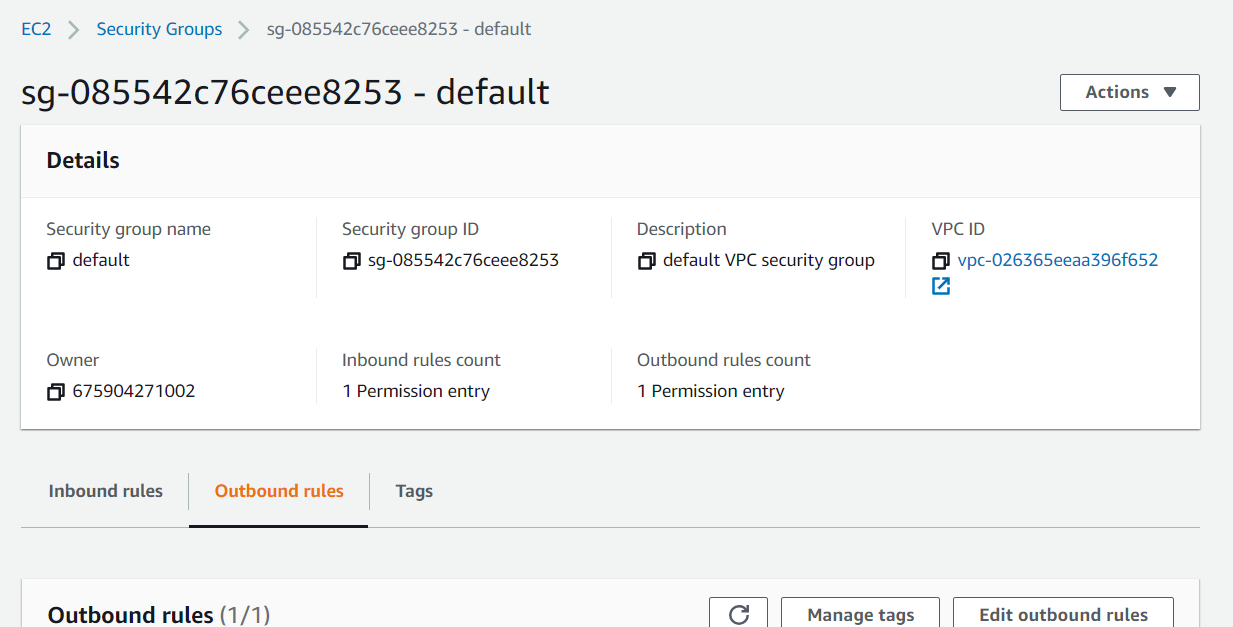 EC2 > Security Groups > sg-085542c76ceee8253 - default
sg-085542c76ceee8253 - default
Actions ▼
Details
Security group name
default
Security group ID
sg-085542c76ceee8253
Description
default VPC security group
VPC ID
vpc-026365eeaa396f652
Owner
675904271002
Inbound rules count
1 Permission entry
Outbound rules count
1 Permission entry
Inbound rules
Outbound rules
Tags
Outbound rules (1/1)
Manage tags
Edit outbound rules